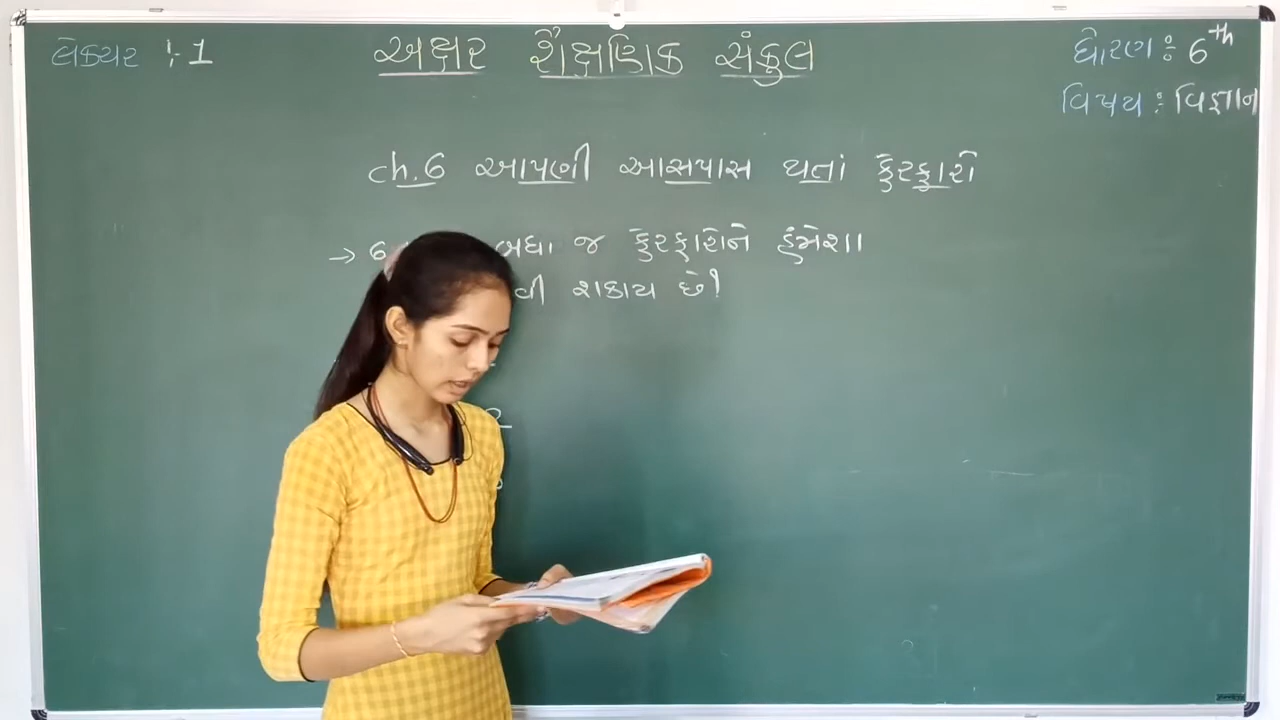 લેક્ચર : 1
અક્ષર શૈક્ષણિક સંકુલ
ધોરણ : 6th
વિષય : વિજ્ઞાન
ch.6 આપણી આસપાસ થતાં ફેરફારો
→ 6 બધા જ ફેરફારોને હંમેશા
વી શકાય છે!